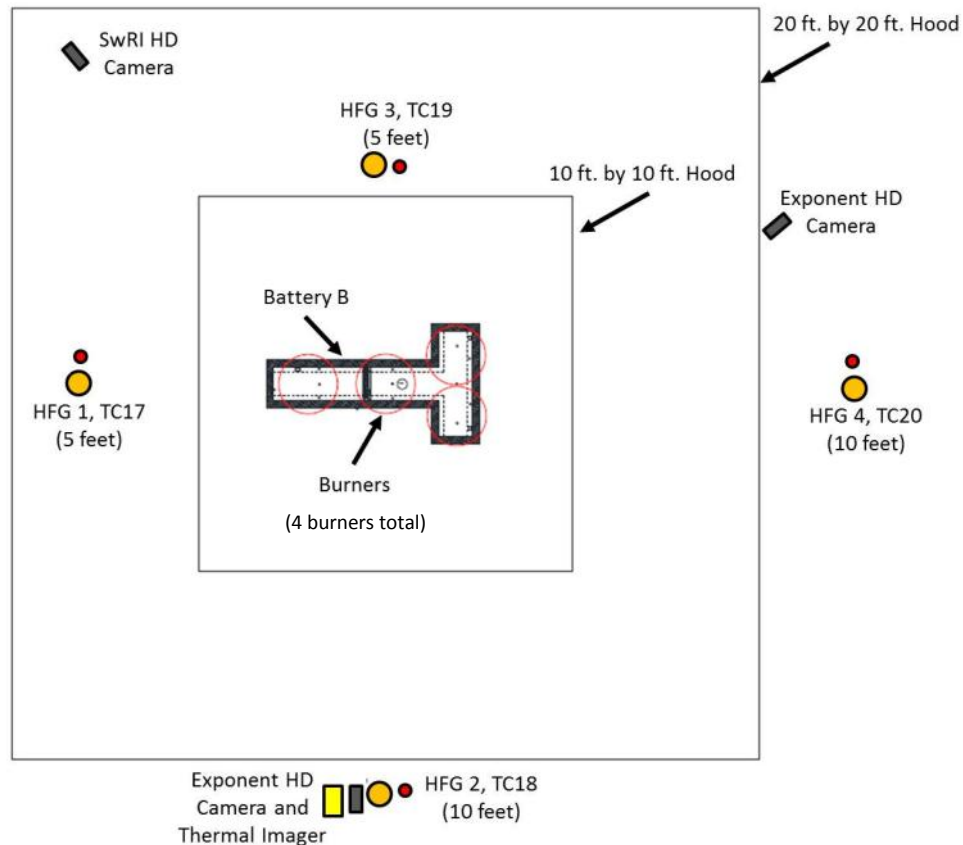 SwRI HD
Camera
20 ft. by 20 ft. Hood
HFG 3, TC19
(5 feet)
10 ft. by 10 ft. Hood
Exponent HD
Camera
Battery B
HFG 1, TC17
(5 feet)
HFG 4, TC20
(10 feet)
Burners
(4 burners total)
Exponent HD
Camera and
Thermal Imager
HFG 2, TC18
(10 feet)